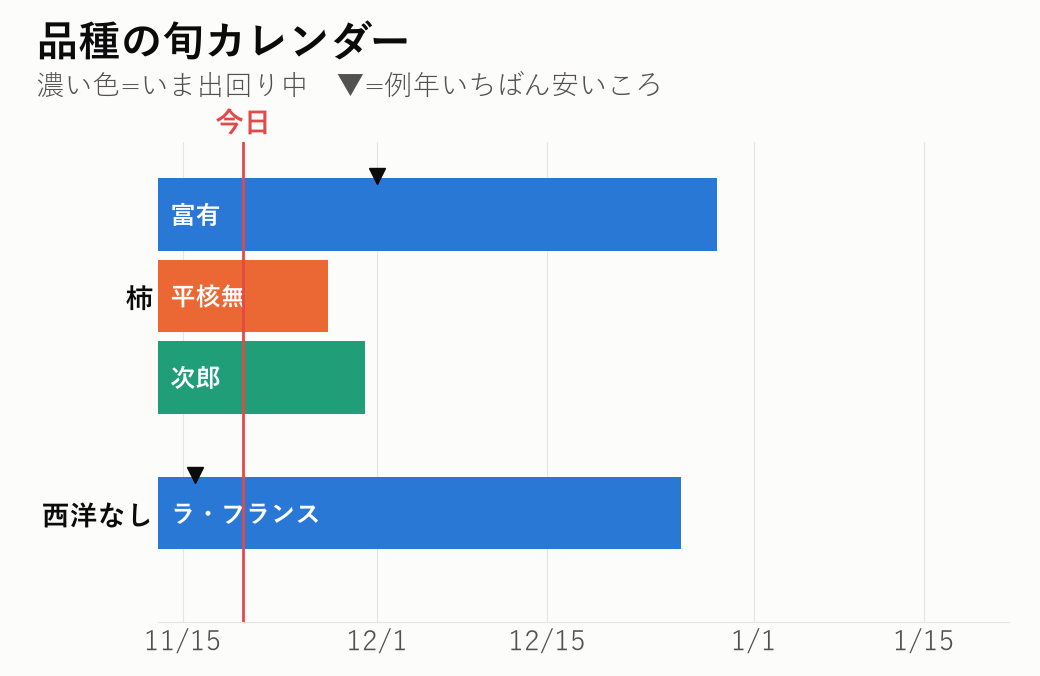 品種の旬カレンダー
濃い色=いま出回り中　▼=例年いちばん安いころ
今日
富有
柿
平核無
次郎
西洋なし
ラ・フランス
11/15
12/1
12/15
1/1
1/15